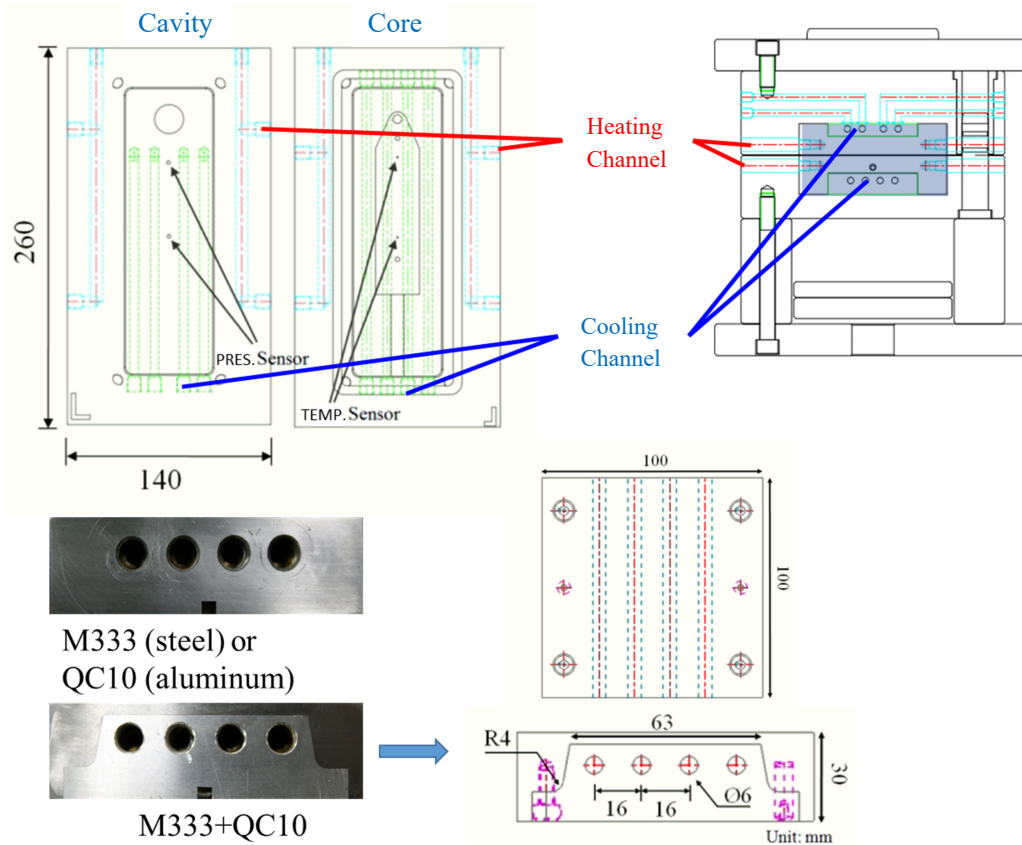 Cavity
Core
260
140
PRES. Sensor
TEMP. Sensor
Heating
Channel
Cooling
Channel
M333 (steel) or
QC10 (aluminum)
M333+QC10
100
100
63
R4
16
16
Ø6
30
Unit: mm